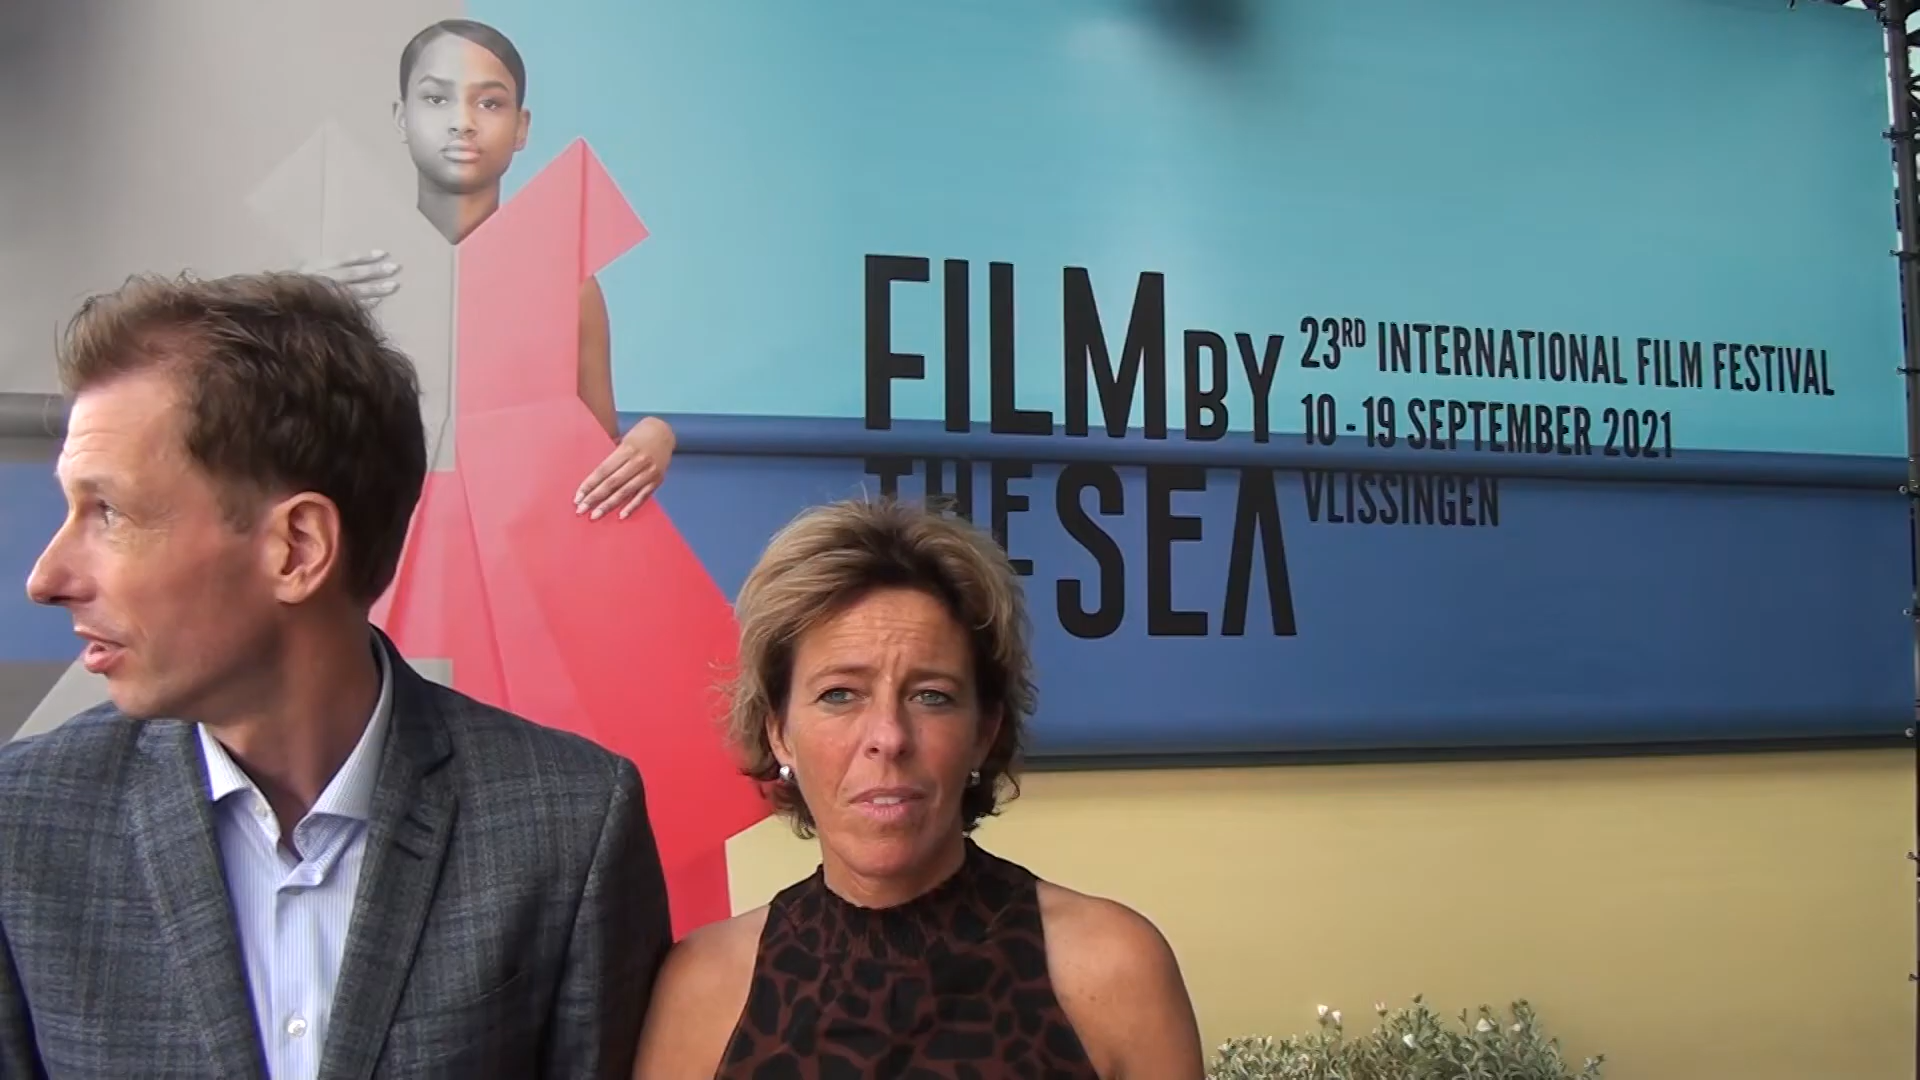 FILM BY
THE SEA
23RD INTERNATIONAL FILM FESTIVAL
10 - 19 SEPTEMBER 2021
VLISSINGEN